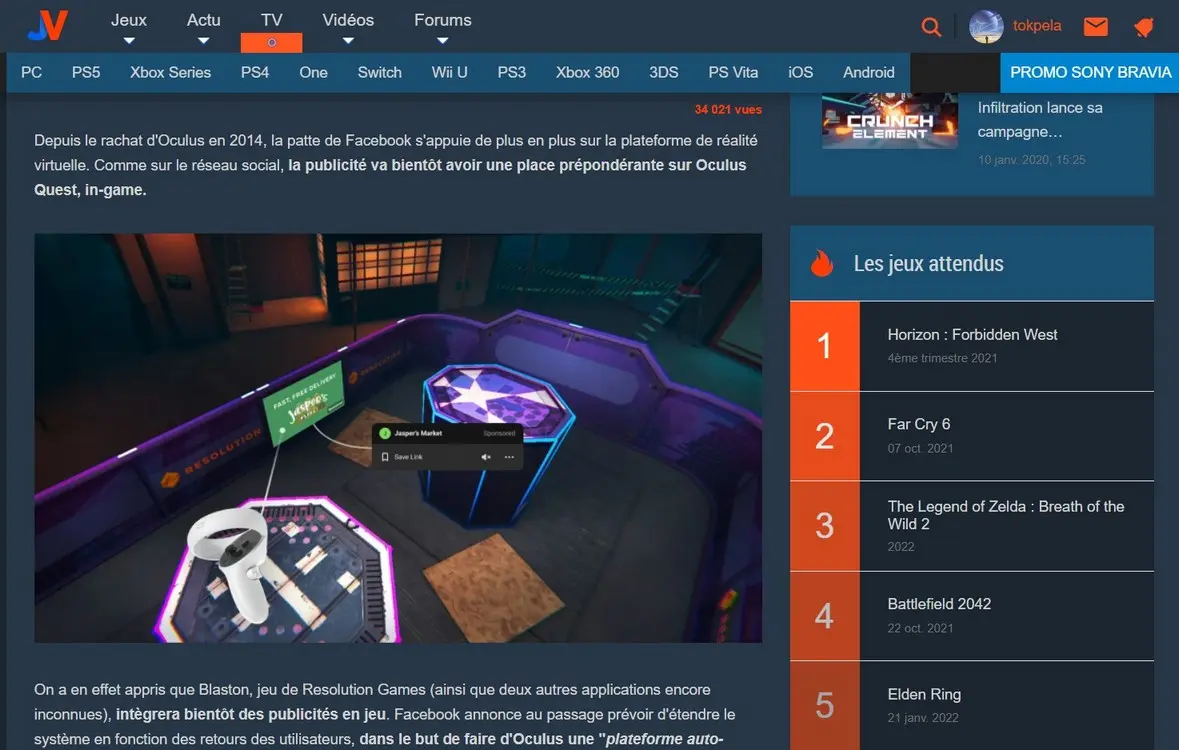 JV
Jeux
Actu
TV
Vidéos
Forums
tokpela
PC
PS5
Xbox Series
PS4
One
Switch
Wii U
PS3
Xbox 360
3DS
PS Vita
iOS
Android
PROMO SONY BRAVIA
34 021 vues
Depuis le rachat d'Oculus en 2014, la patte de Facebook s'appuie de plus en plus sur la plateforme de réalité
virtuelle. Comme sur le réseau social, la publicité va bientôt avoir une place prépondérante sur Oculus
Quest, in-game.
FAST, FREE DELIVERY
Jasper's
RESOLUTION
RESOLUTION
J
Jasper's Market
Sponsored
Save Link
On a en effet appris que Blaston, jeu de Resolution Games (ainsi que deux autres applications encore
inconnues), intègrera bientôt des publicités en jeu. Facebook annonce au passage prévoir d'étendre le
système en fonction des retours des utilisateurs, dans le but de faire d'Oculus une "plateforme auto-
CRUNCH
ELEMENT
Infiltration lance sa
campagne…
10 janv. 2020, 15:25
Les jeux attendus
1
Horizon : Forbidden West
4ème trimestre 2021
2
Far Cry 6
07 oct. 2021
3
The Legend of Zelda : Breath of the
Wild 2
2022
4
Battlefield 2042
22 oct. 2021
5
Elden Ring
21 janv. 2022